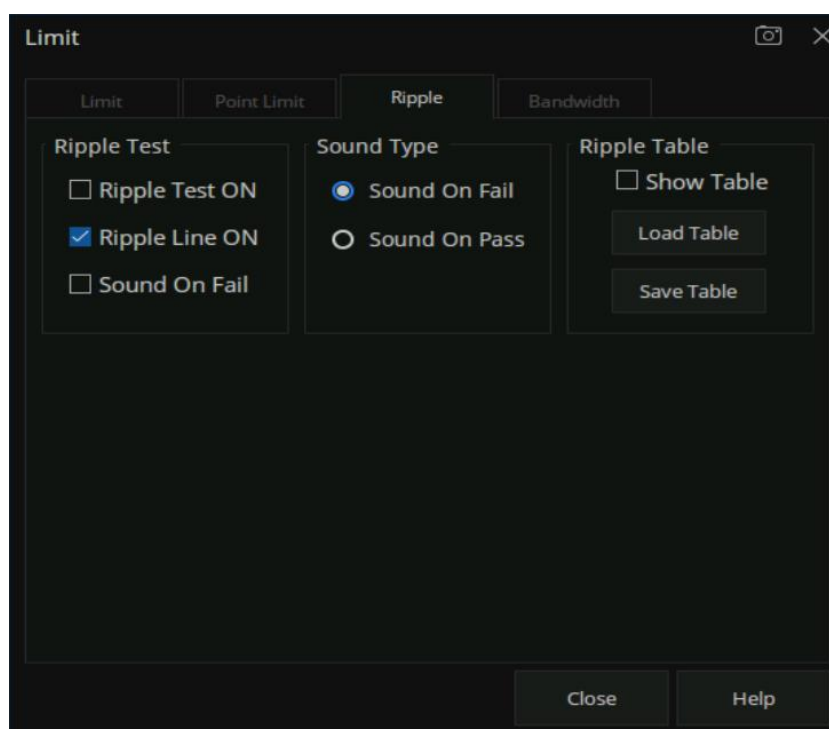 Limit
Limit Point Limit Ripple Bandwidth
Ripple Test
Ripple Test ON
Ripple Line ON
Sound On Fail
Sound Type
Sound On Fail
Sound On Pass
Ripple Table
Show Table
Load Table
Save Table
Close Help